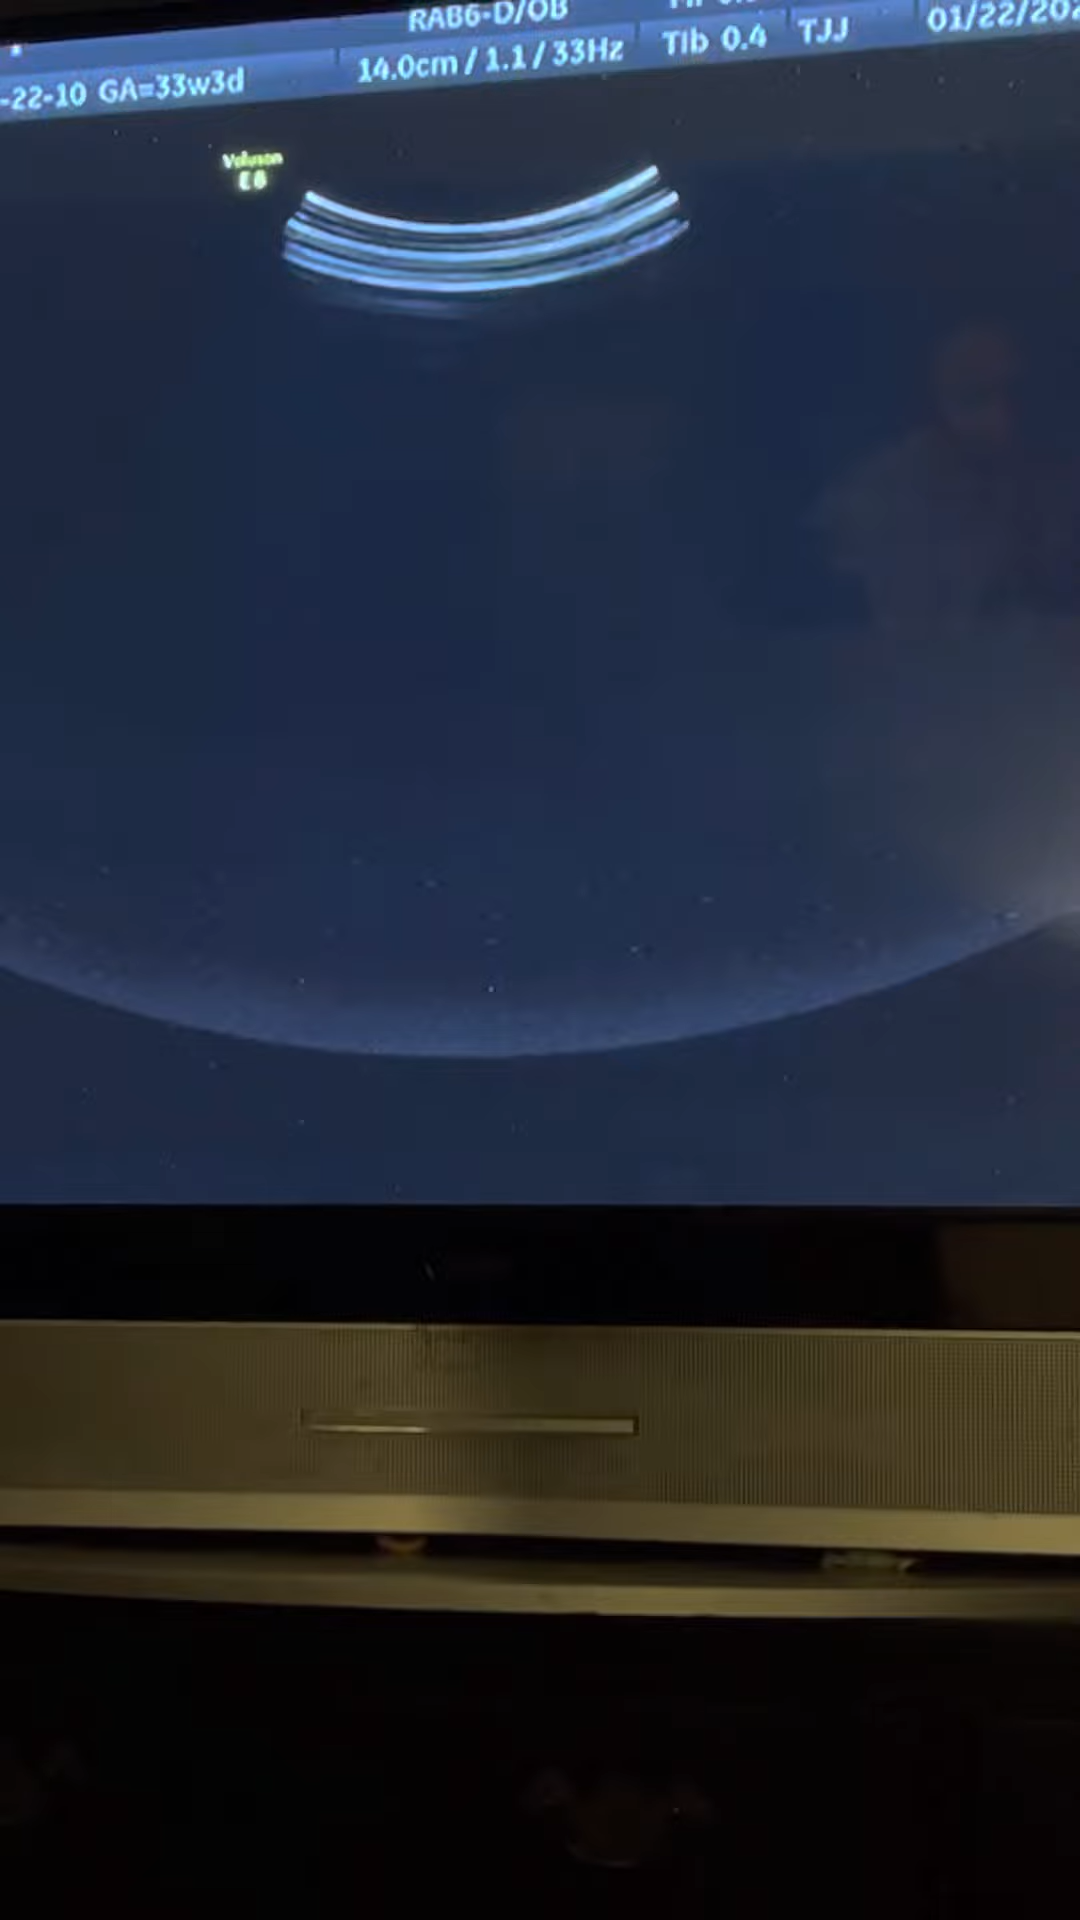 RAB6-D/OB
01/22/202
-22-10 GA=33w3d 14.0cm / 1.1 / 33Hz TIb 0.4 TJJ
Voluson
E8